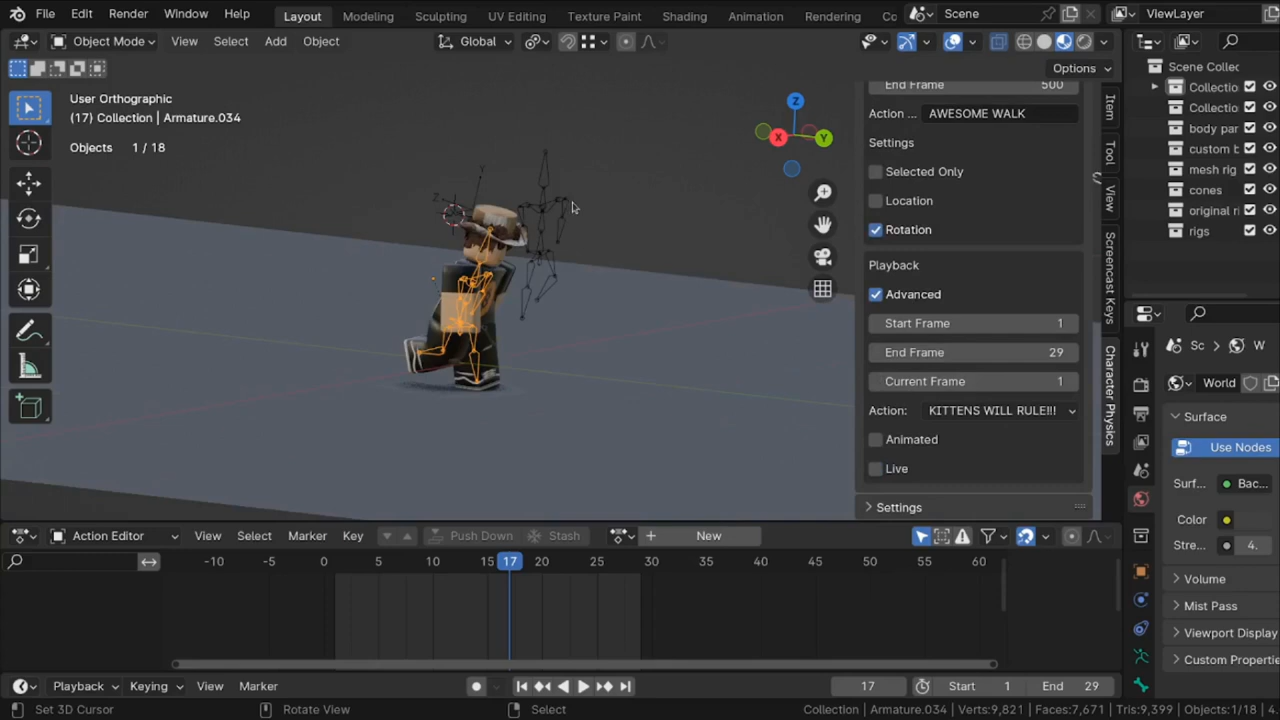 File Edit Render Window Help Layout Modeling Sculpting UV Editing Texture Paint Shading Animation Rendering Co Scene ViewLayer
Object Mode View Select Add Object Global
Options
User Orthographic
(17) Collection | Armature.034
Objects 1 / 18
Z X Y
End Frame 500
Action ... AWESOME WALK
Settings
Selected Only
Location
Rotation
Playback
Advanced
Start Frame 1
End Frame 29
Current Frame 1
Action: KITTENS WILL RULE!!!
Animated
Live
Settings
Item
Tool
View
Screencast Keys
Character Physics
Scene Collec
Collectio
Collectio
body par
custom b
mesh rig
cones
original ri
rigs
Sc World
World
Surface
Use Nodes
Surf... Bac...
Color
Stre... 4.
Volume
Mist Pass
Viewport Display
Custom Propertie
Action Editor View Select Marker Key Push Down Stash New
-10 -5 0 5 10 15 17 20 25 30 35 40 45 50 55 60
Playback Keying View Marker 17 Start 1 End 29
Set 3D Cursor Rotate View Select Collection | Armature.034 | Verts:9,821 | Faces:7,671 | Tris:9,399 | Objects:1/18 | 4.